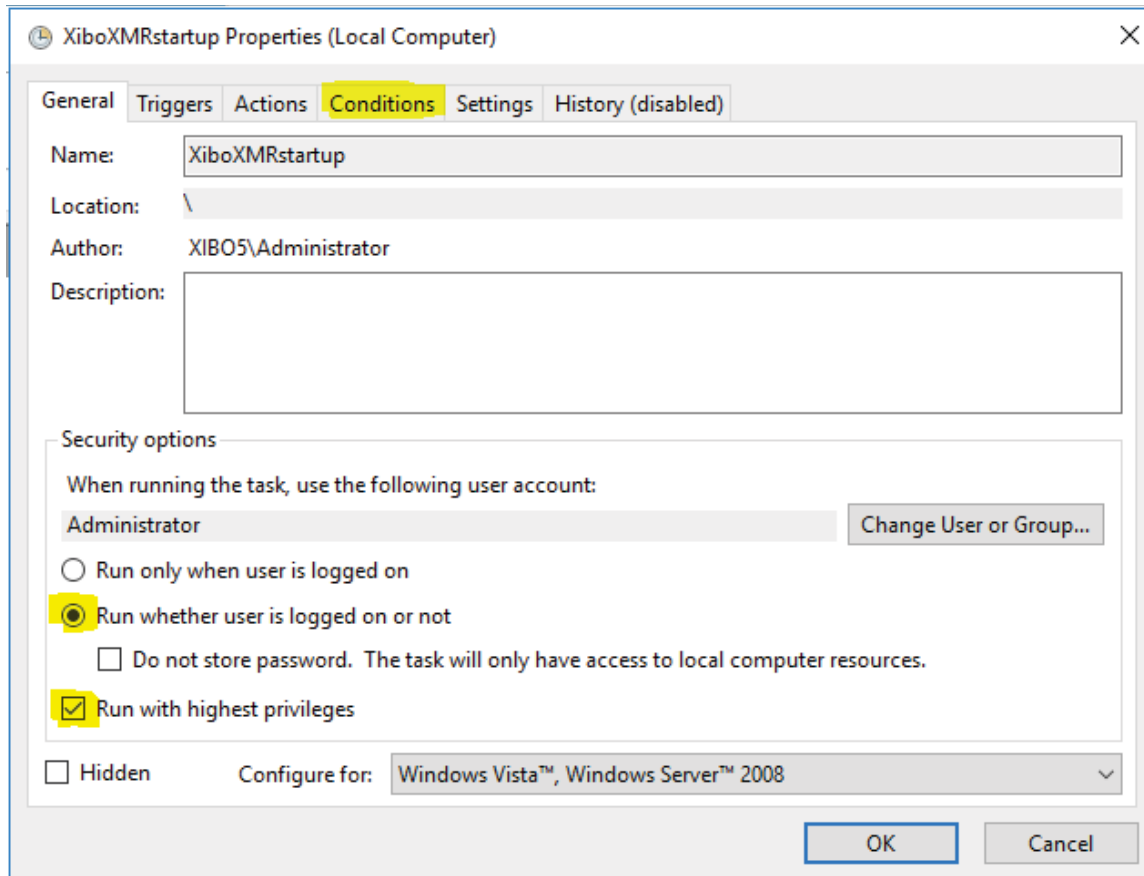 XiboXMRstartup Properties (Local Computer)
General Triggers Actions Conditions Settings History (disabled)
Name: XiboXMRstartup
Location: \
Author: XIBO5\Administrator
Description:
Security options
When running the task, use the following user account:
Administrator Change User or Group...
Run only when user is logged on
Run whether user is logged on or not
Do not store password.  The task will only have access to local computer resources.
Run with highest privileges
Hidden Configure for: Windows Vista™, Windows Server™ 2008
OK Cancel